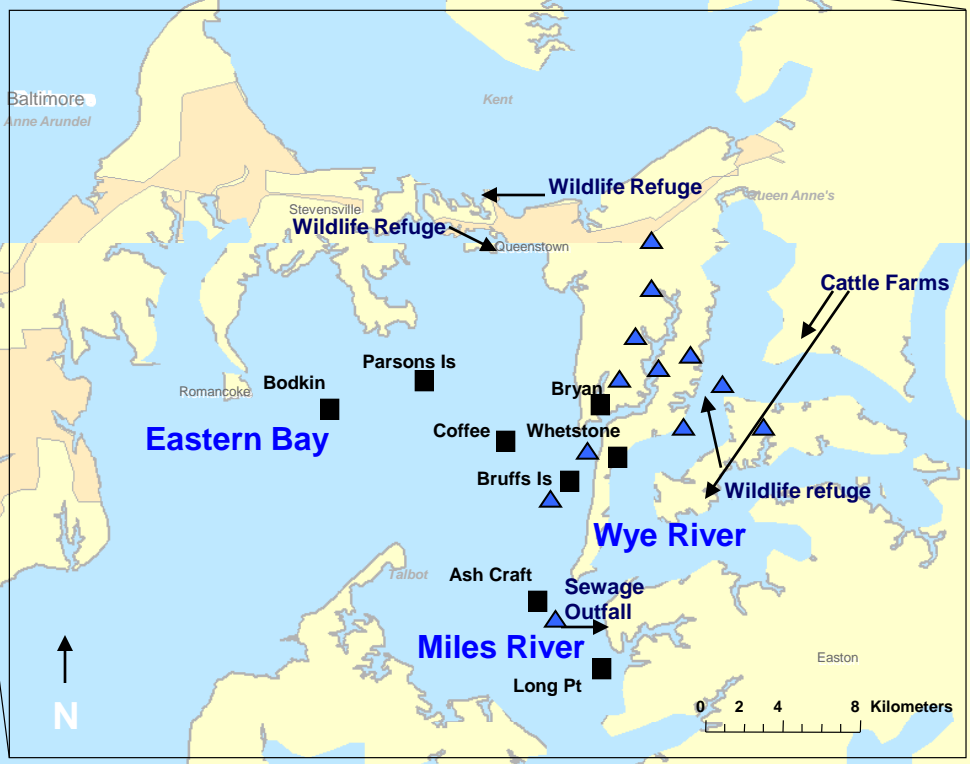 Baltimore
Anne Arundel
Kent
Wildlife Refuge
Queen Anne's
Stevensville
Wildlife Refuge
Queenstown
Cattle Farms
Parsons Is
Bodkin
Romancoke
Bryan
Eastern Bay
Coffee
Whetstone
Bruffs Is
Wildlife refuge
Wye River
Talbot
Ash Craft
Sewage
Outfall
Miles River
Easton
Long Pt
N
0 2 4 8 Kilometers